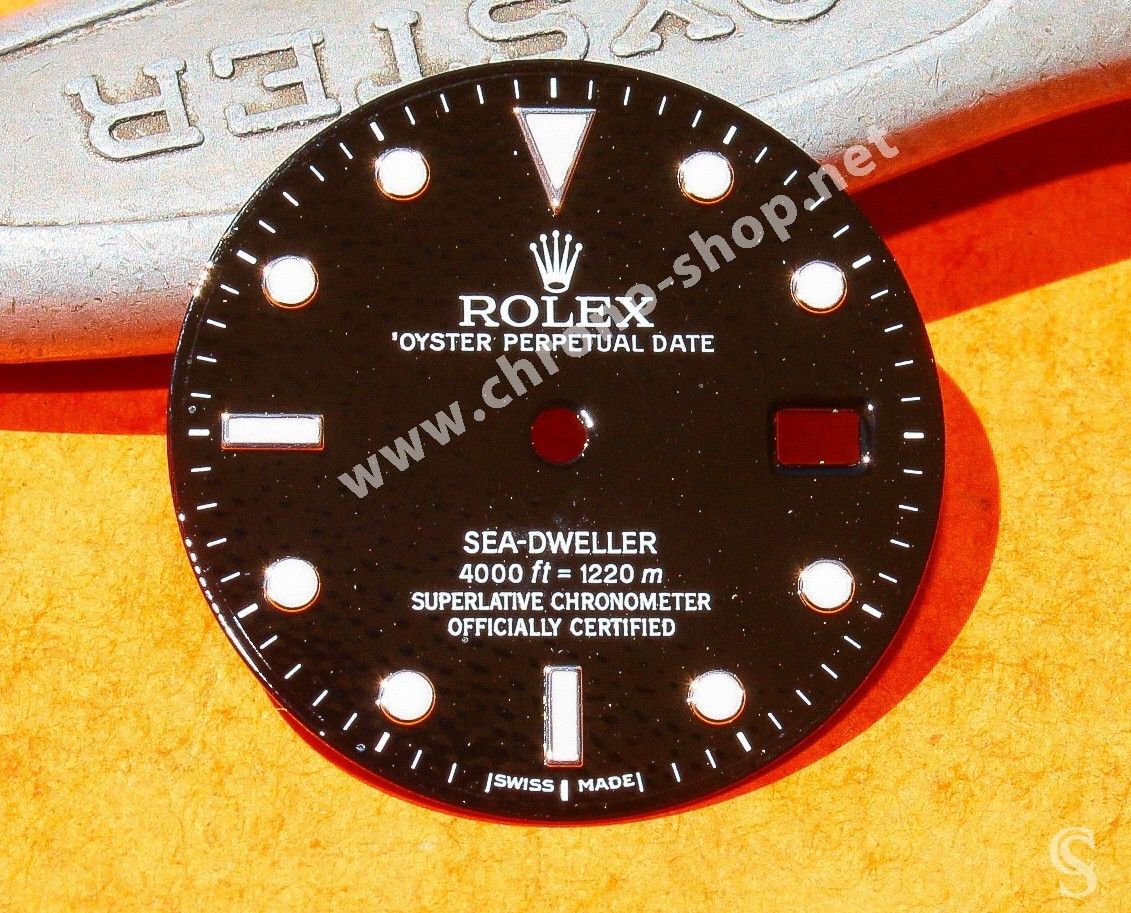 OYSTER
ROLEX
'OYSTER PERPETUAL DATE
www.chrono-shop.net
SEA-DWELLER
4000 ft = 1220 m
SUPERLATIVE CHRONOMETER
OFFICIALLY CERTIFIED
SWISS MADE